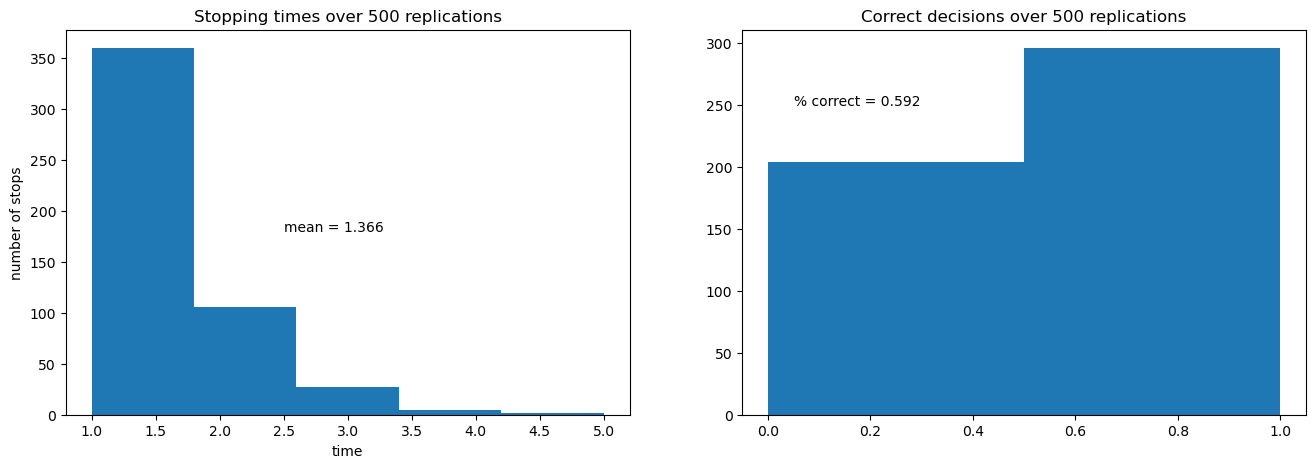 Stopping times over 500 replications
350
300
250
200
150
100
50
0
number of stops
mean = 1.366
1.0 1.5 2.0 2.5 3.0 3.5 4.0 4.5 5.0
time
Correct decisions over 500 replications
300
250
200
150
100
50
0
% correct = 0.592
0.0 0.2 0.4 0.6 0.8 1.0